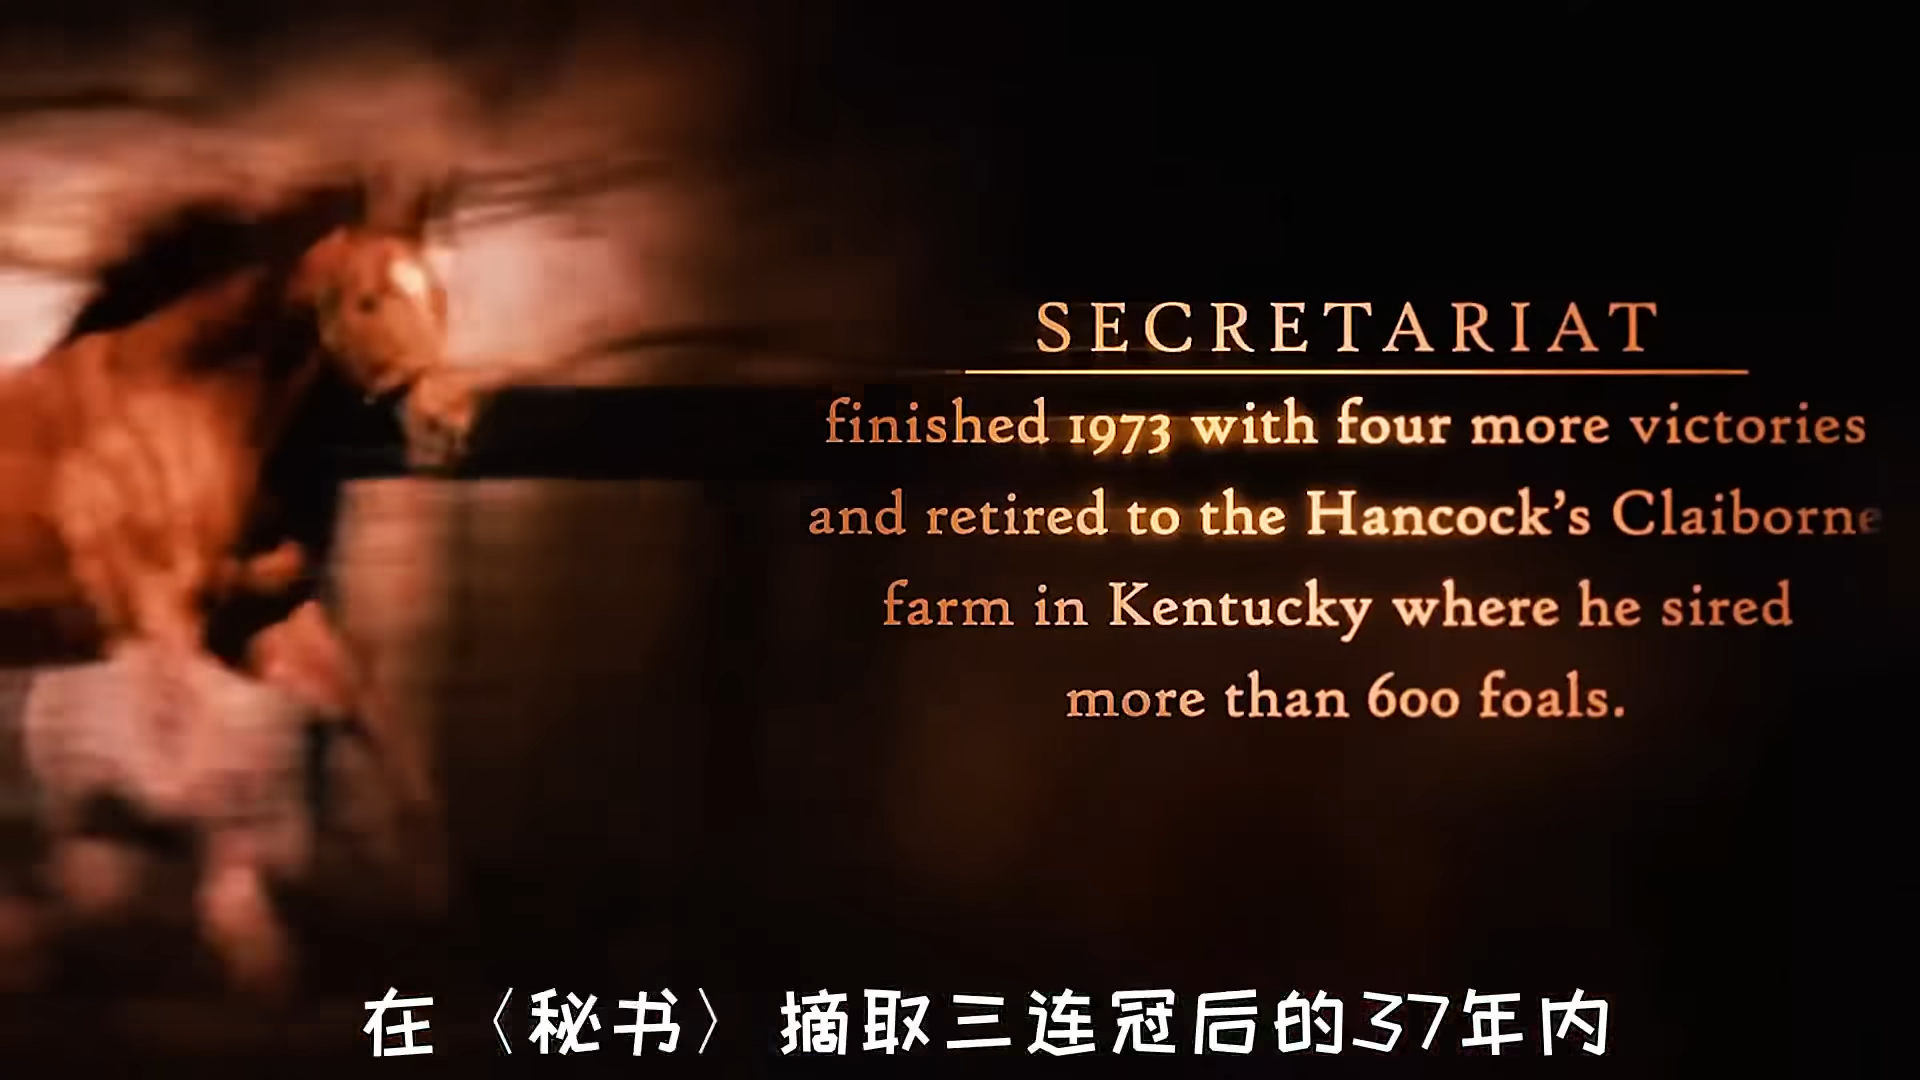 SECRETARIAT
finished 1973 with four more victories
and retired to the Hancock's Claiborne
farm in Kentucky where he sired
more than 600 foals.
在〈秘书〉摘取三连冠后的37年内